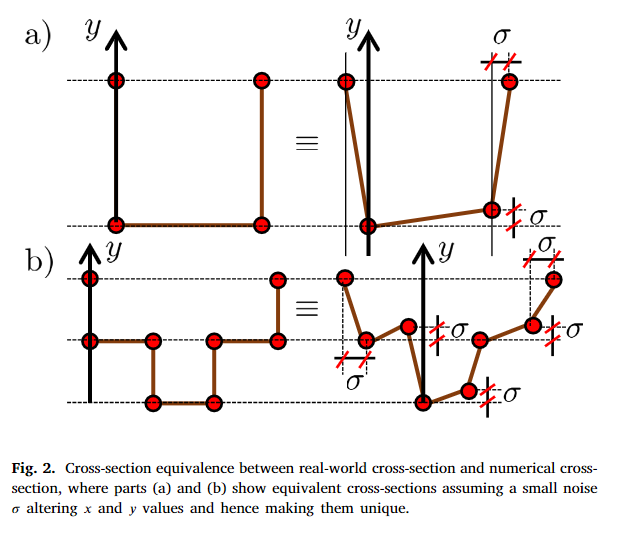 a) y y σ
≡
σ
b) y y σ
≡
σ σ
σ
σ
Fig. 2. Cross-section equivalence between real-world cross-section and numerical cross-
section, where parts (a) and (b) show equivalent cross-sections assuming a small noise
σ altering x and y values and hence making them unique.